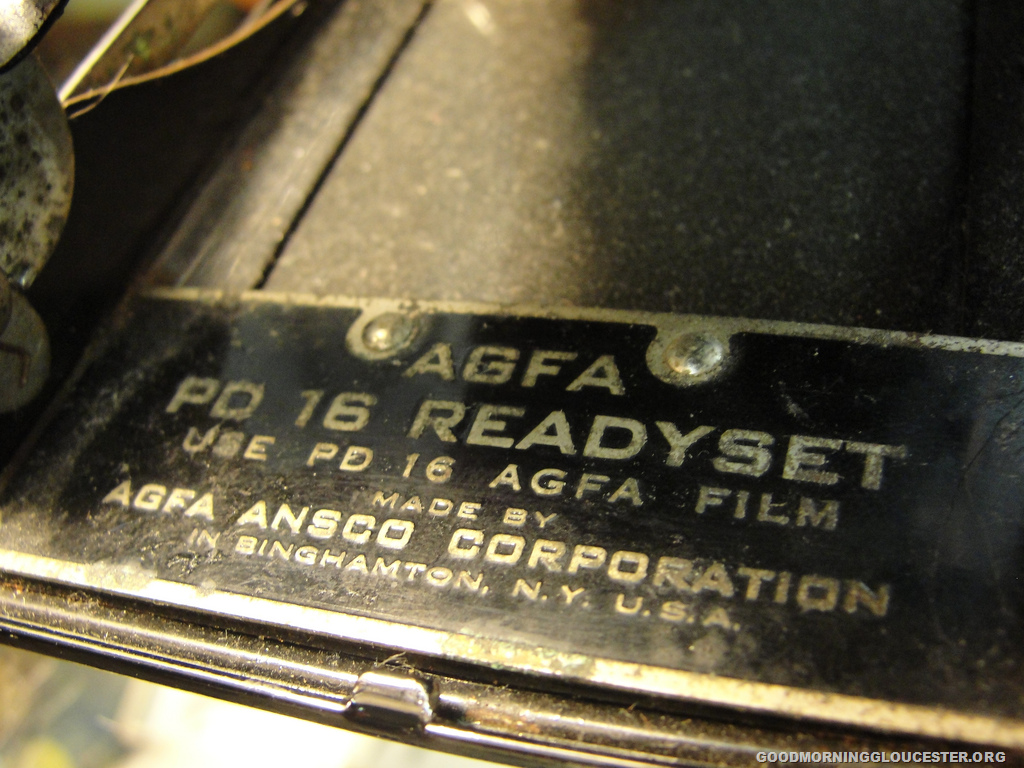 AGFA
PD 16 READYSET
USE PD 16 AGFA FILM
MADE BY
AGFA ANSCO CORPORATION
IN BINGHAMTON, N.Y. U.S.A.
GOODMORNINGGLOUCESTER.ORG